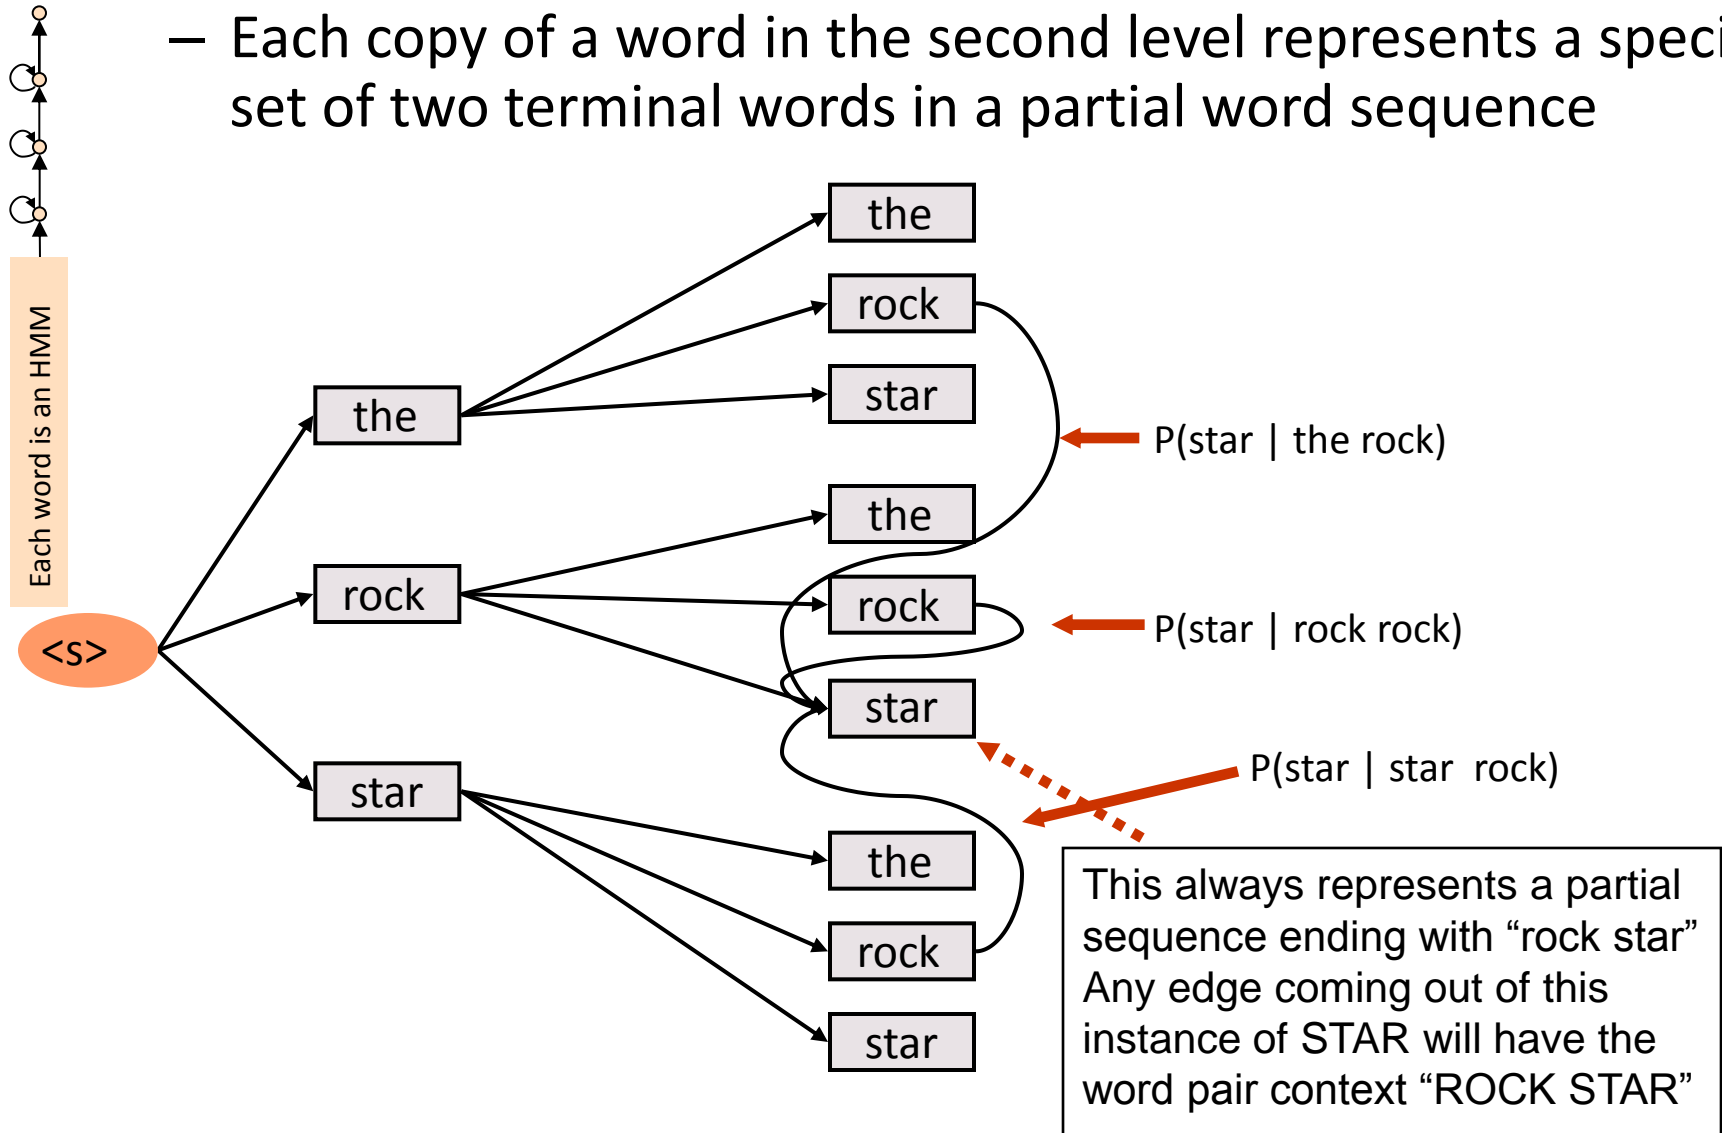 – Each copy of a word in the second level represents a speci
set of two terminal words in a partial word sequence
Each word is an HMM
<s>
the
rock
star
the
rock
star
the
rock
star
the
rock
star
P(star | the rock)
P(star | rock rock)
P(star | star rock)
This always represents a partial
sequence ending with “rock star”
Any edge coming out of this
instance of STAR will have the
word pair context “ROCK STAR”